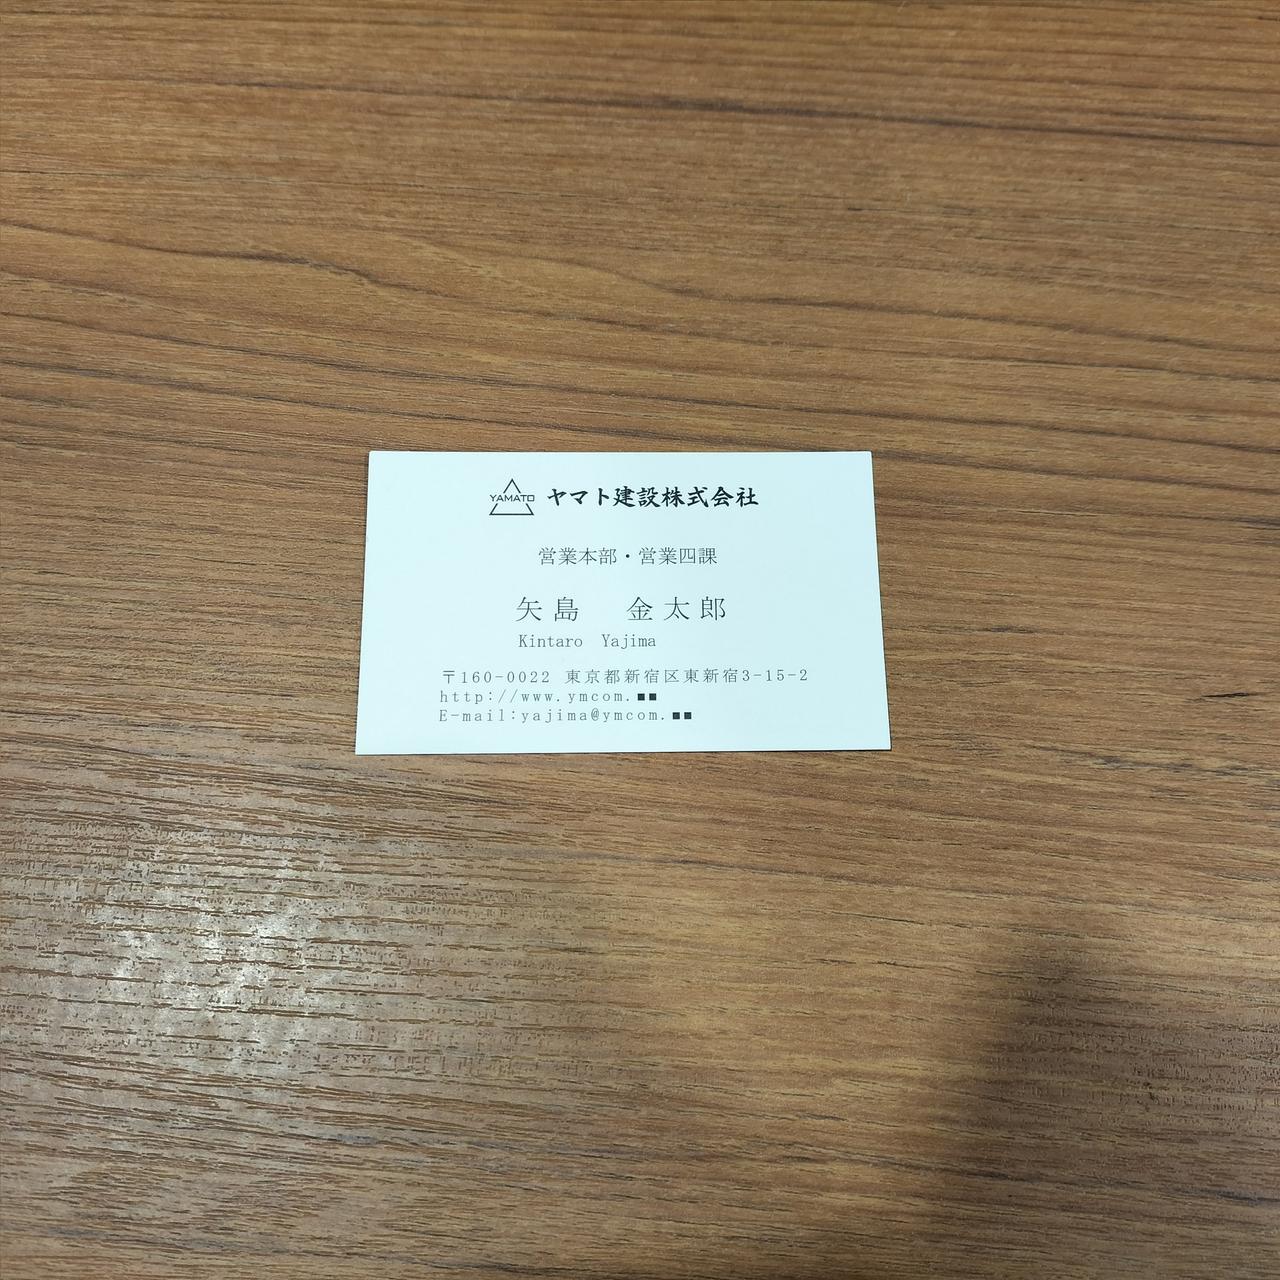 YAMATO ヤマト建設株式会社
営業本部・営業四課
矢島 金太郎
Kintaro Yajima
〒160-0022 東京都新宿区東新宿3-15-2
http://www.ymcom.■■
E-mail:yajima@ymcom.■■